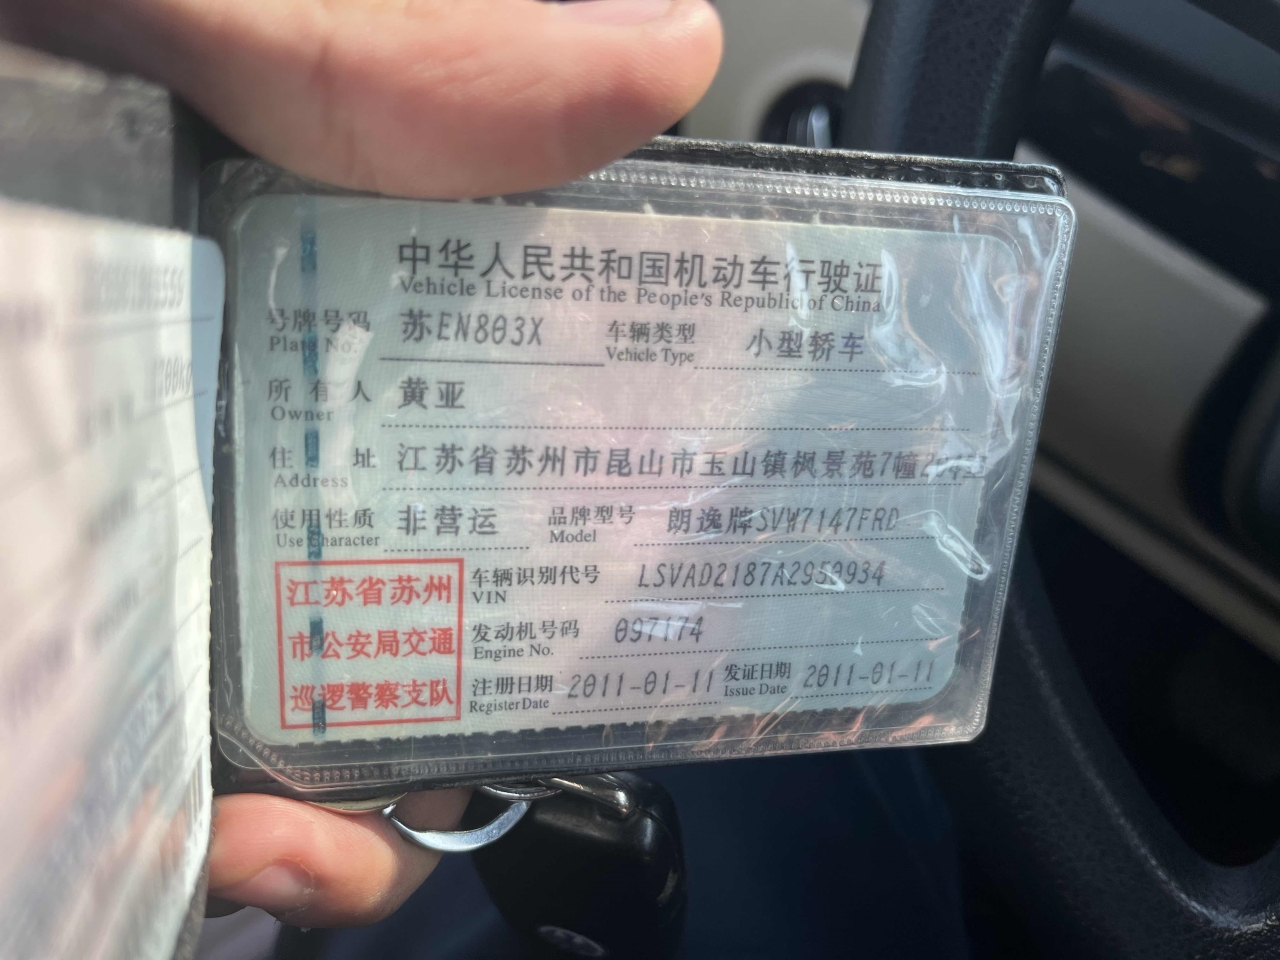 中华人民共和国机动车行驶证
Vehicle License of the People's Republic of China
号牌号码 苏EN803X 车辆类型 小型轿车
Plate No. Vehicle Type
所有人 黄亚
Owner
住址 江苏省苏州市昆山市玉山镇枫景苑7幢
Address
使用性质 非营运 品牌型号 朗逸牌SVW7147FRD
Use Character Model
江苏省苏州
市公安局交通
巡逻警察支队
车辆识别代号 LSVAD2187A2950934
VIN
发动机号码 097174
Engine No.
注册日期 2011-01-11 发证日期 2011-01-11
Register Date Issue Date